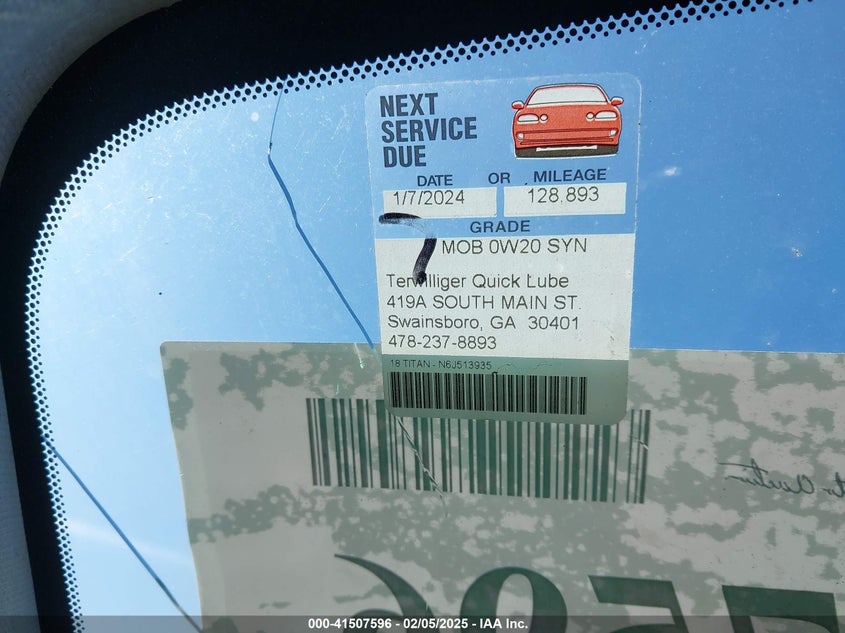 NEXT
SERVICE
DUE
DATE OR MILEAGE
1/7/2024 128,893
GRADE
7 MOB 0W20 SYN
Terwilliger Quick Lube
419A SOUTH MAIN ST.
Swainsboro, GA 30401
478-237-8893
18 TITAN - N6J513935
000-41507596 - 02/05/2025 - IAA Inc.